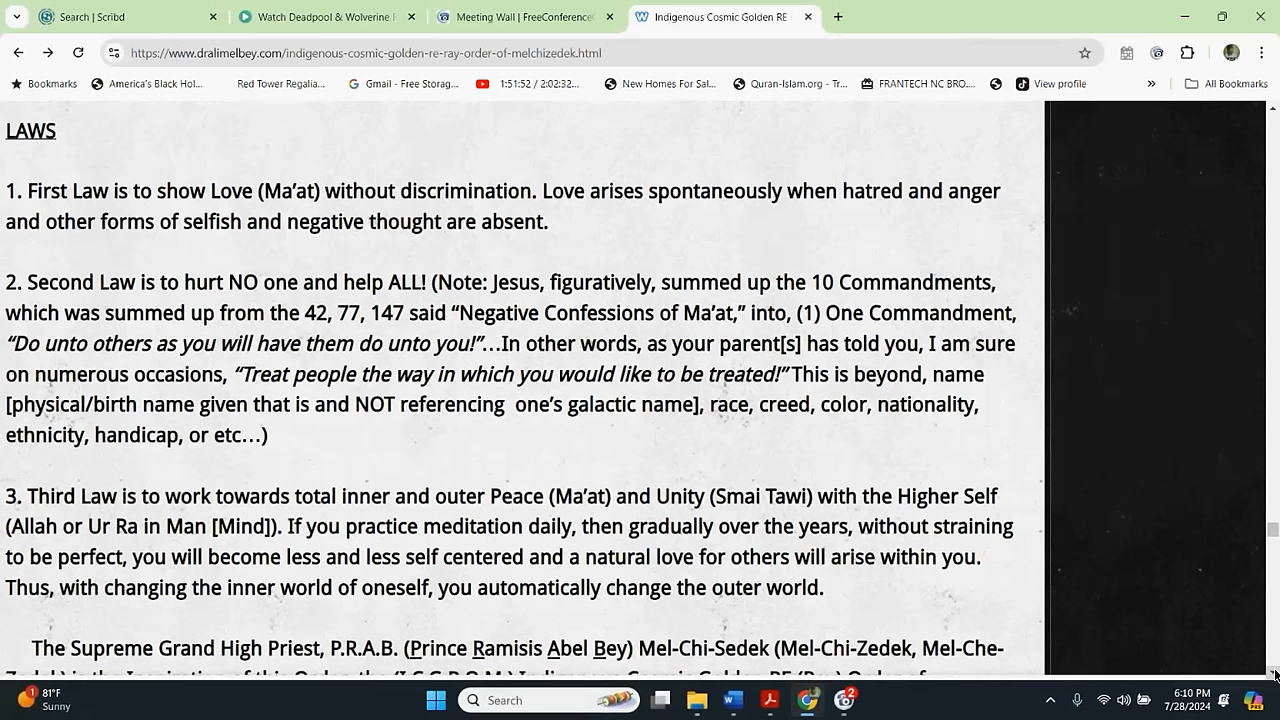 Search | Scribd
Watch Deadpool & Wolverine F
Meeting Wall | FreeConference
Indigenous Cosmic Golden RE
https://www.dralimelbey.com/indigenous-cosmic-golden-re-ray-order-of-melchizedek.html
Bookmarks
America's Black Hol...
Red Tower Regalia...
Gmail - Free Storag...
1:51:52 / 2:02:32...
New Homes For Sal...
Quran-Islam.org - Tr...
FRANTECH NC BRO....
View profile
All Bookmarks
LAWS
1. First Law is to show Love (Ma’at) without discrimination. Love arises spontaneously when hatred and anger
and other forms of selfish and negative thought are absent.
2. Second Law is to hurt NO one and help ALL! (Note: Jesus, figuratively, summed up the 10 Commandments,
which was summed up from the 42, 77, 147 said “Negative Confessions of Ma’at,” into, (1) One Commandment,
“Do unto others as you will have them do unto you!”…In other words, as your parent[s] has told you, I am sure
on numerous occasions, “Treat people the way in which you would like to be treated!” This is beyond, name
[physical/birth name given that is and NOT referencing  one’s galactic name], race, creed, color, nationality,
ethnicity, handicap, or etc…)
3. Third Law is to work towards total inner and outer Peace (Ma’at) and Unity (Smai Tawi) with the Higher Self
(Allah or Ur Ra in Man [Mind]). If you practice meditation daily, then gradually over the years, without straining
to be perfect, you will become less and less self centered and a natural love for others will arise within you.
Thus, with changing the inner world of oneself, you automatically change the outer world.
The Supreme Grand High Priest, P.R.A.B. (Prince Ramisis Abel Bey) Mel-Chi-Sedek (Mel-Chi-Zedek, Mel-Che-
1
81°F
Sunny
Search
2
6:10 PM
7/28/2024